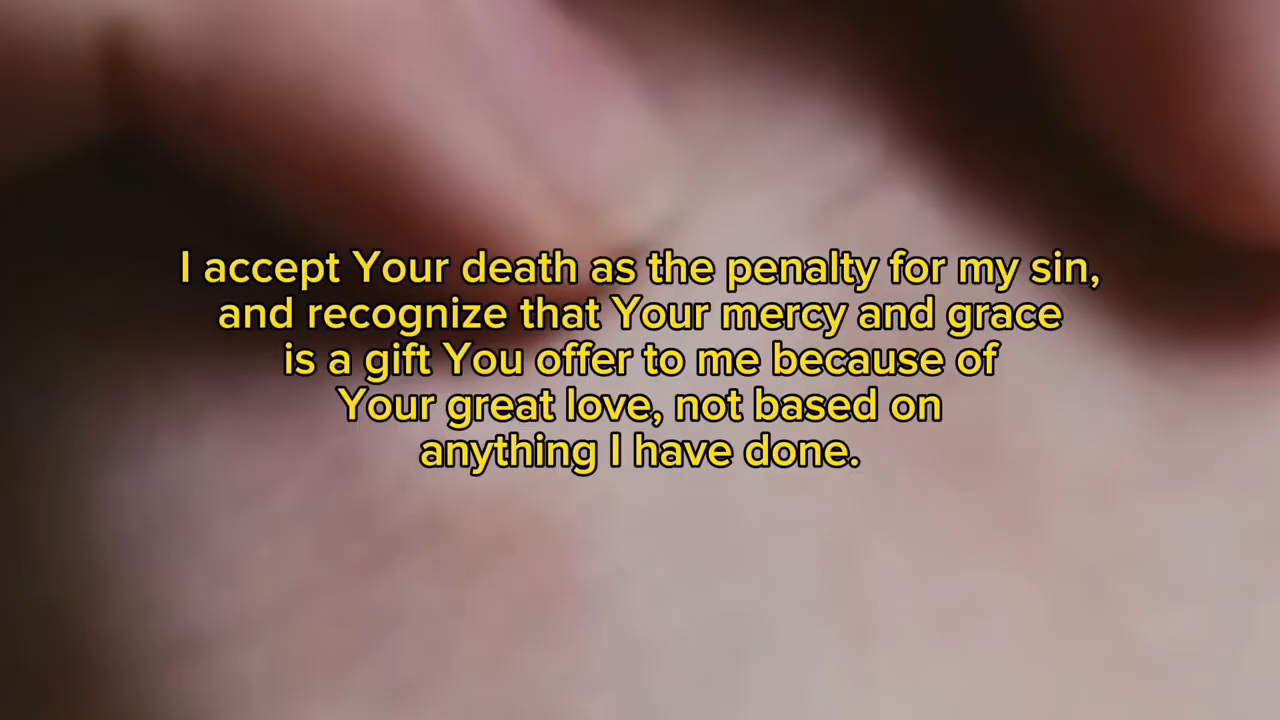 I accept Your death as the penalty for my sin,
and recognize that Your mercy and grace
is a gift You offer to me because of
Your great love, not based on
anything I have done.